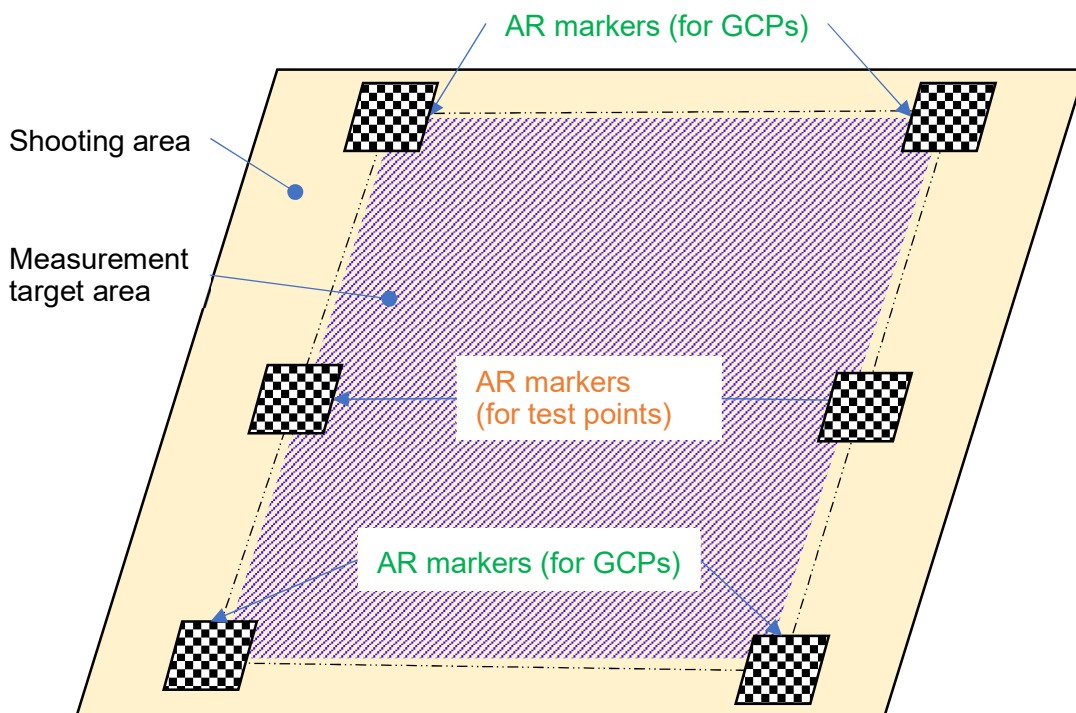 AR markers (for GCPs)
Shooting area
Measurement
target area
AR markers
(for test points)
AR markers (for GCPs)